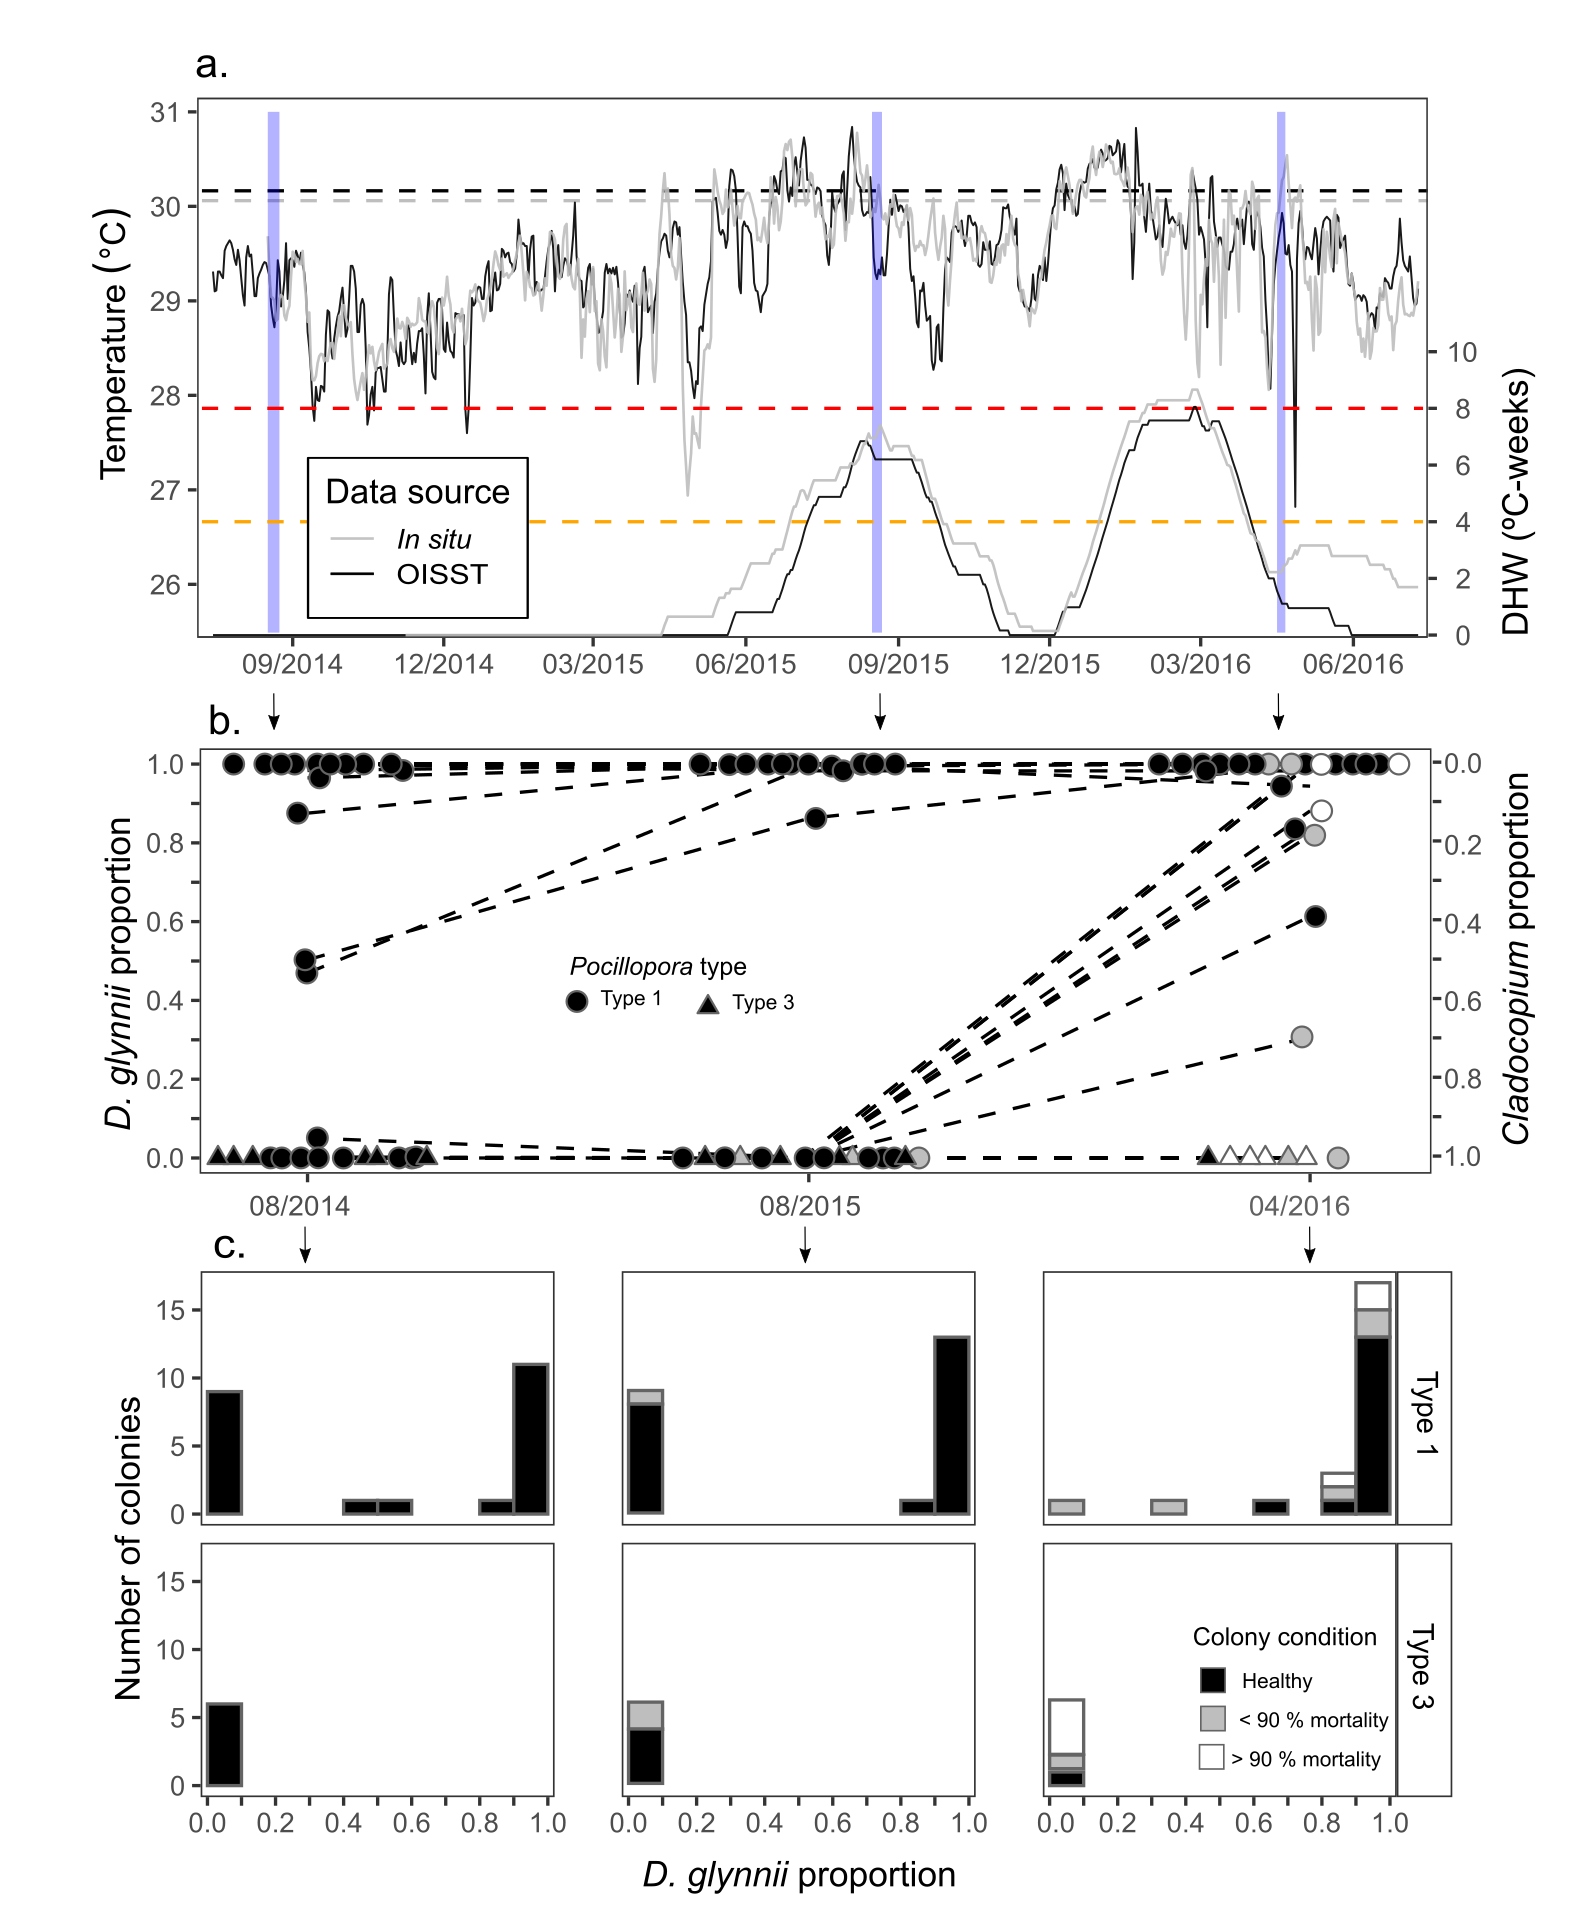 a.
31
30
29
28
27
26
Temperature (°C)
10
8
6
4
2
0
DHW (ºC-weeks)
Data source
In situ
OISST
09/2014 12/2014 03/2015 06/2015 09/2015 12/2015 03/2016 06/2016
b.
1.0
0.8
0.6
0.4
0.2
0.0
D. glynnii proportion
0.0
0.2
0.4
0.6
0.8
1.0
Cladocopium proportion
Pocillopora type
Type 1 Type 3
08/2014 08/2015 04/2016
c.
15
10
5
0
Type 1
15
10
5
0
Type 3
Number of colonies
Colony condition
Healthy
< 90 % mortality
> 90 % mortality
0.0 0.2 0.4 0.6 0.8 1.0 0.0 0.2 0.4 0.6 0.8 1.0 0.0 0.2 0.4 0.6 0.8 1.0
D. glynnii proportion